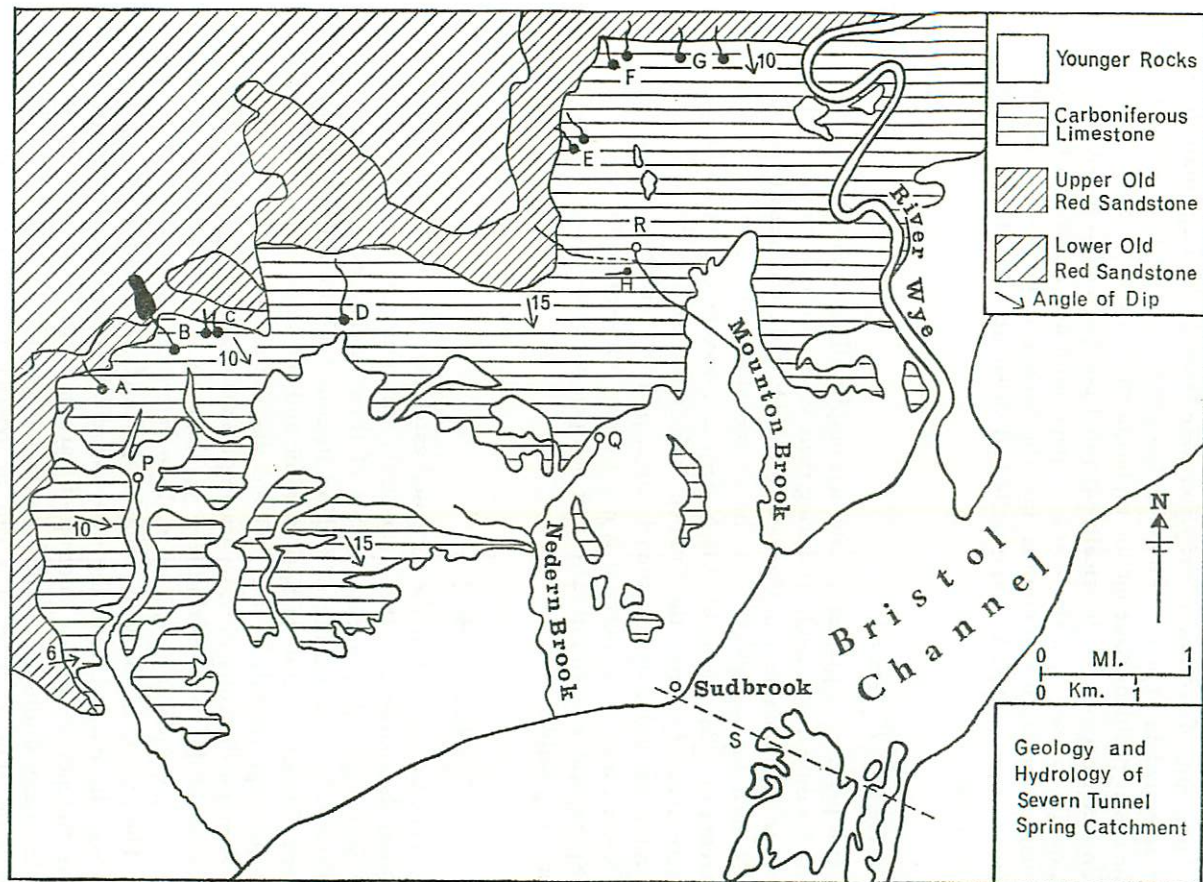 Younger Rocks
Carboniferous
Limestone
Upper Old
Red Sandstone
Lower Old
Red Sandstone
Angle of Dip
F
G
10
E
R
H
River Wye
D
15
B
C
10
A
Mounton Brook
P
Q
10
15
Nedern Brook
6
Bristol
Channel
N
0 MI. 1
0 Km. 1
Sudbrook
S
Geology and
Hydrology of
Severn Tunnel
Spring Catchment